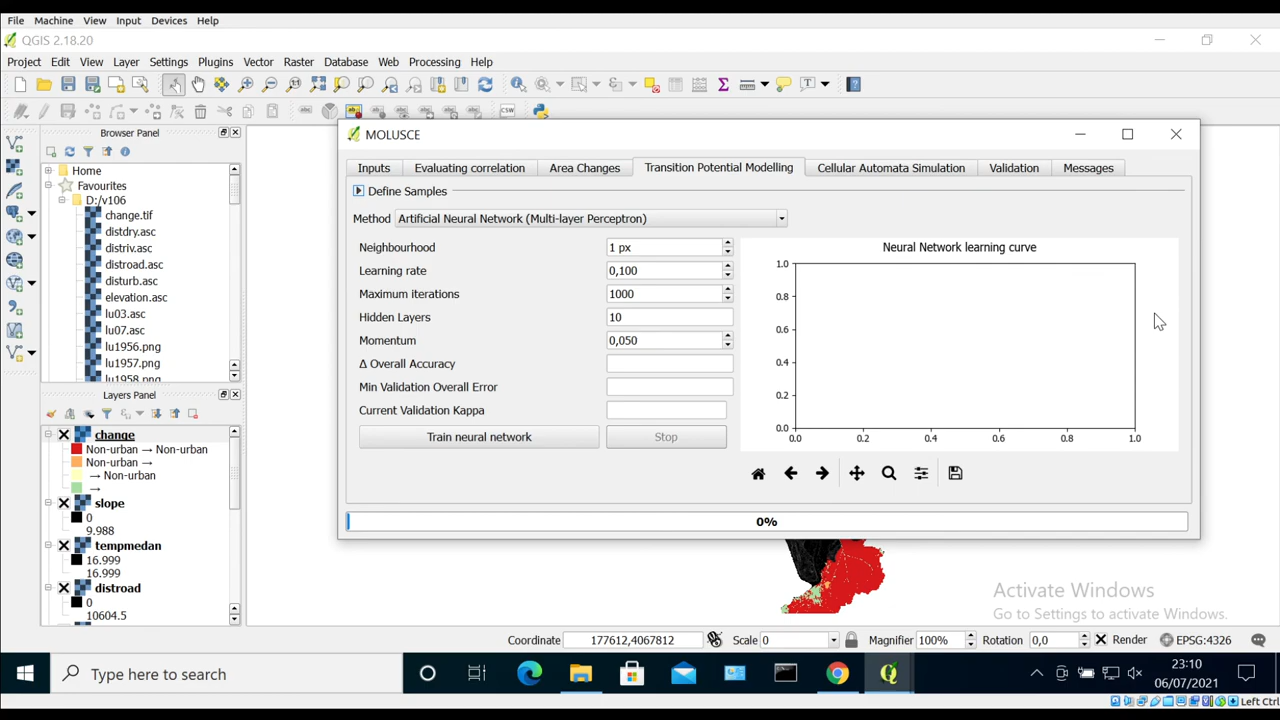 File Machine View Input Devices Help
QGIS 2.18.20
Project Edit View Layer Settings Plugins Vector Raster Database Web Processing Help
CSW
Browser Panel
Home
Favourites
D:/v106
change.tif
distdry.asc
distriv.asc
distroad.asc
disturb.asc
elevation.asc
lu03.asc
lu07.asc
lu1956.png
lu1957.png
lu1958.png
Layers Panel
change
Non-urban → Non-urban
Non-urban →
→ Non-urban
→
slope
0
9.988
tempmedan
16.999
16.999
distroad
0
10604.5
MOLUSCE
Inputs Evaluating correlation Area Changes Transition Potential Modelling Cellular Automata Simulation Validation Messages
Define Samples
Method Artificial Neural Network (Multi-layer Perceptron)
Neighbourhood 1 px
Learning rate 0,100
Maximum iterations 1000
Hidden Layers 10
Momentum 0,050
Δ Overall Accuracy
Min Validation Overall Error
Current Validation Kappa
Train neural network Stop
Neural Network learning curve
1.0
0.8
0.6
0.4
0.2
0.0
0.0 0.2 0.4 0.6 0.8 1.0
0%
Activate Windows
Go to Settings to activate Windows.
Coordinate 177612,4067812 Scale 0 Magnifier 100% Rotation 0,0 Render EPSG:4326
Type here to search
23:10
06/07/2021
Left Ctrl